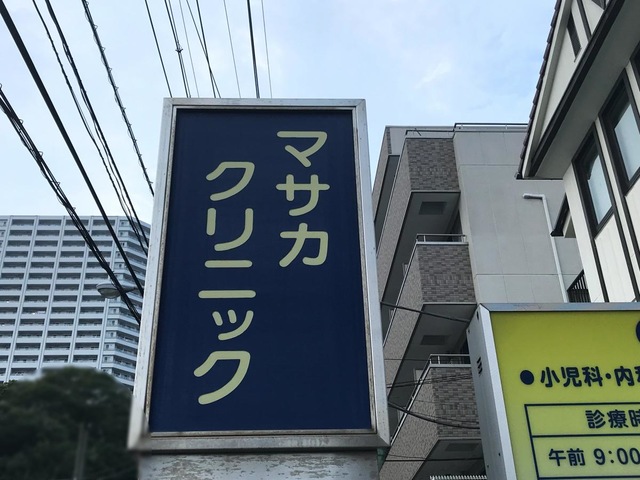 マサカ
クリニック
●小児科・内科
診療時
午前 9:00